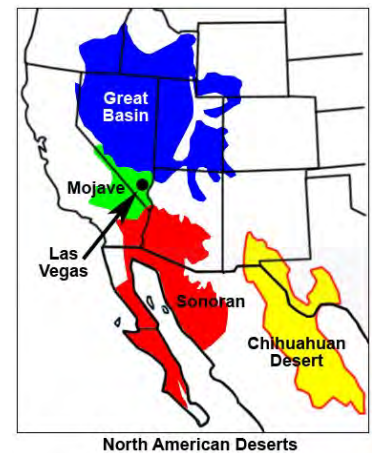 Great
Basin
Mojave
Las
Vegas
Sonoran
Chihuahuan
Desert
North American Deserts